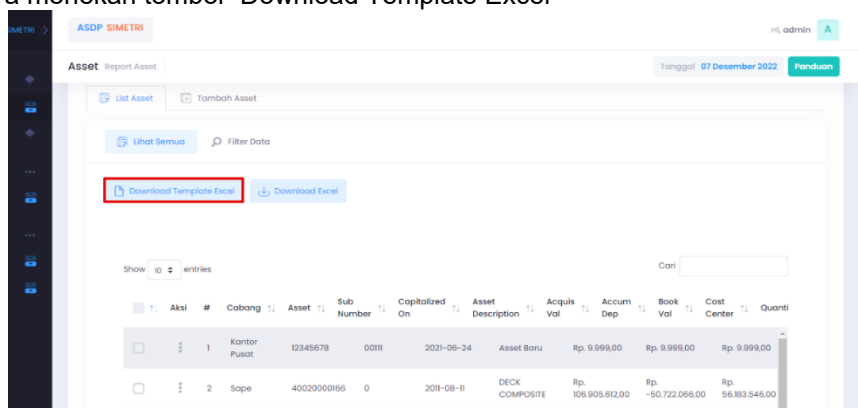 a menekan tombol "Download Template Excel"
SIMETRI
ASDP SIMETRI
Hi, admin A
Asset Report Asset
Tanggal 07 Desember 2022 Panduan
List Asset Tambah Asset
Lihat Semua Filter Data
Download Template Excel Download Excel
Show 10 entries
Cari
Aksi # Cabang Asset Sub Number Capitalized On Asset Description Acquis Val Accum Dep Book Val Cost Center Quanti
1 Kantor Pusat 12345678 00111 2021-06-24 Asset Baru Rp. 9.999,00 Rp. 9.999,00 Rp. 9.999,00
2 Sape 40020000166 0 2011-08-11 DECK COMPOSITE Rp. 106.905.612,00 Rp. -50.722.066,00 Rp. 56.183.546,00